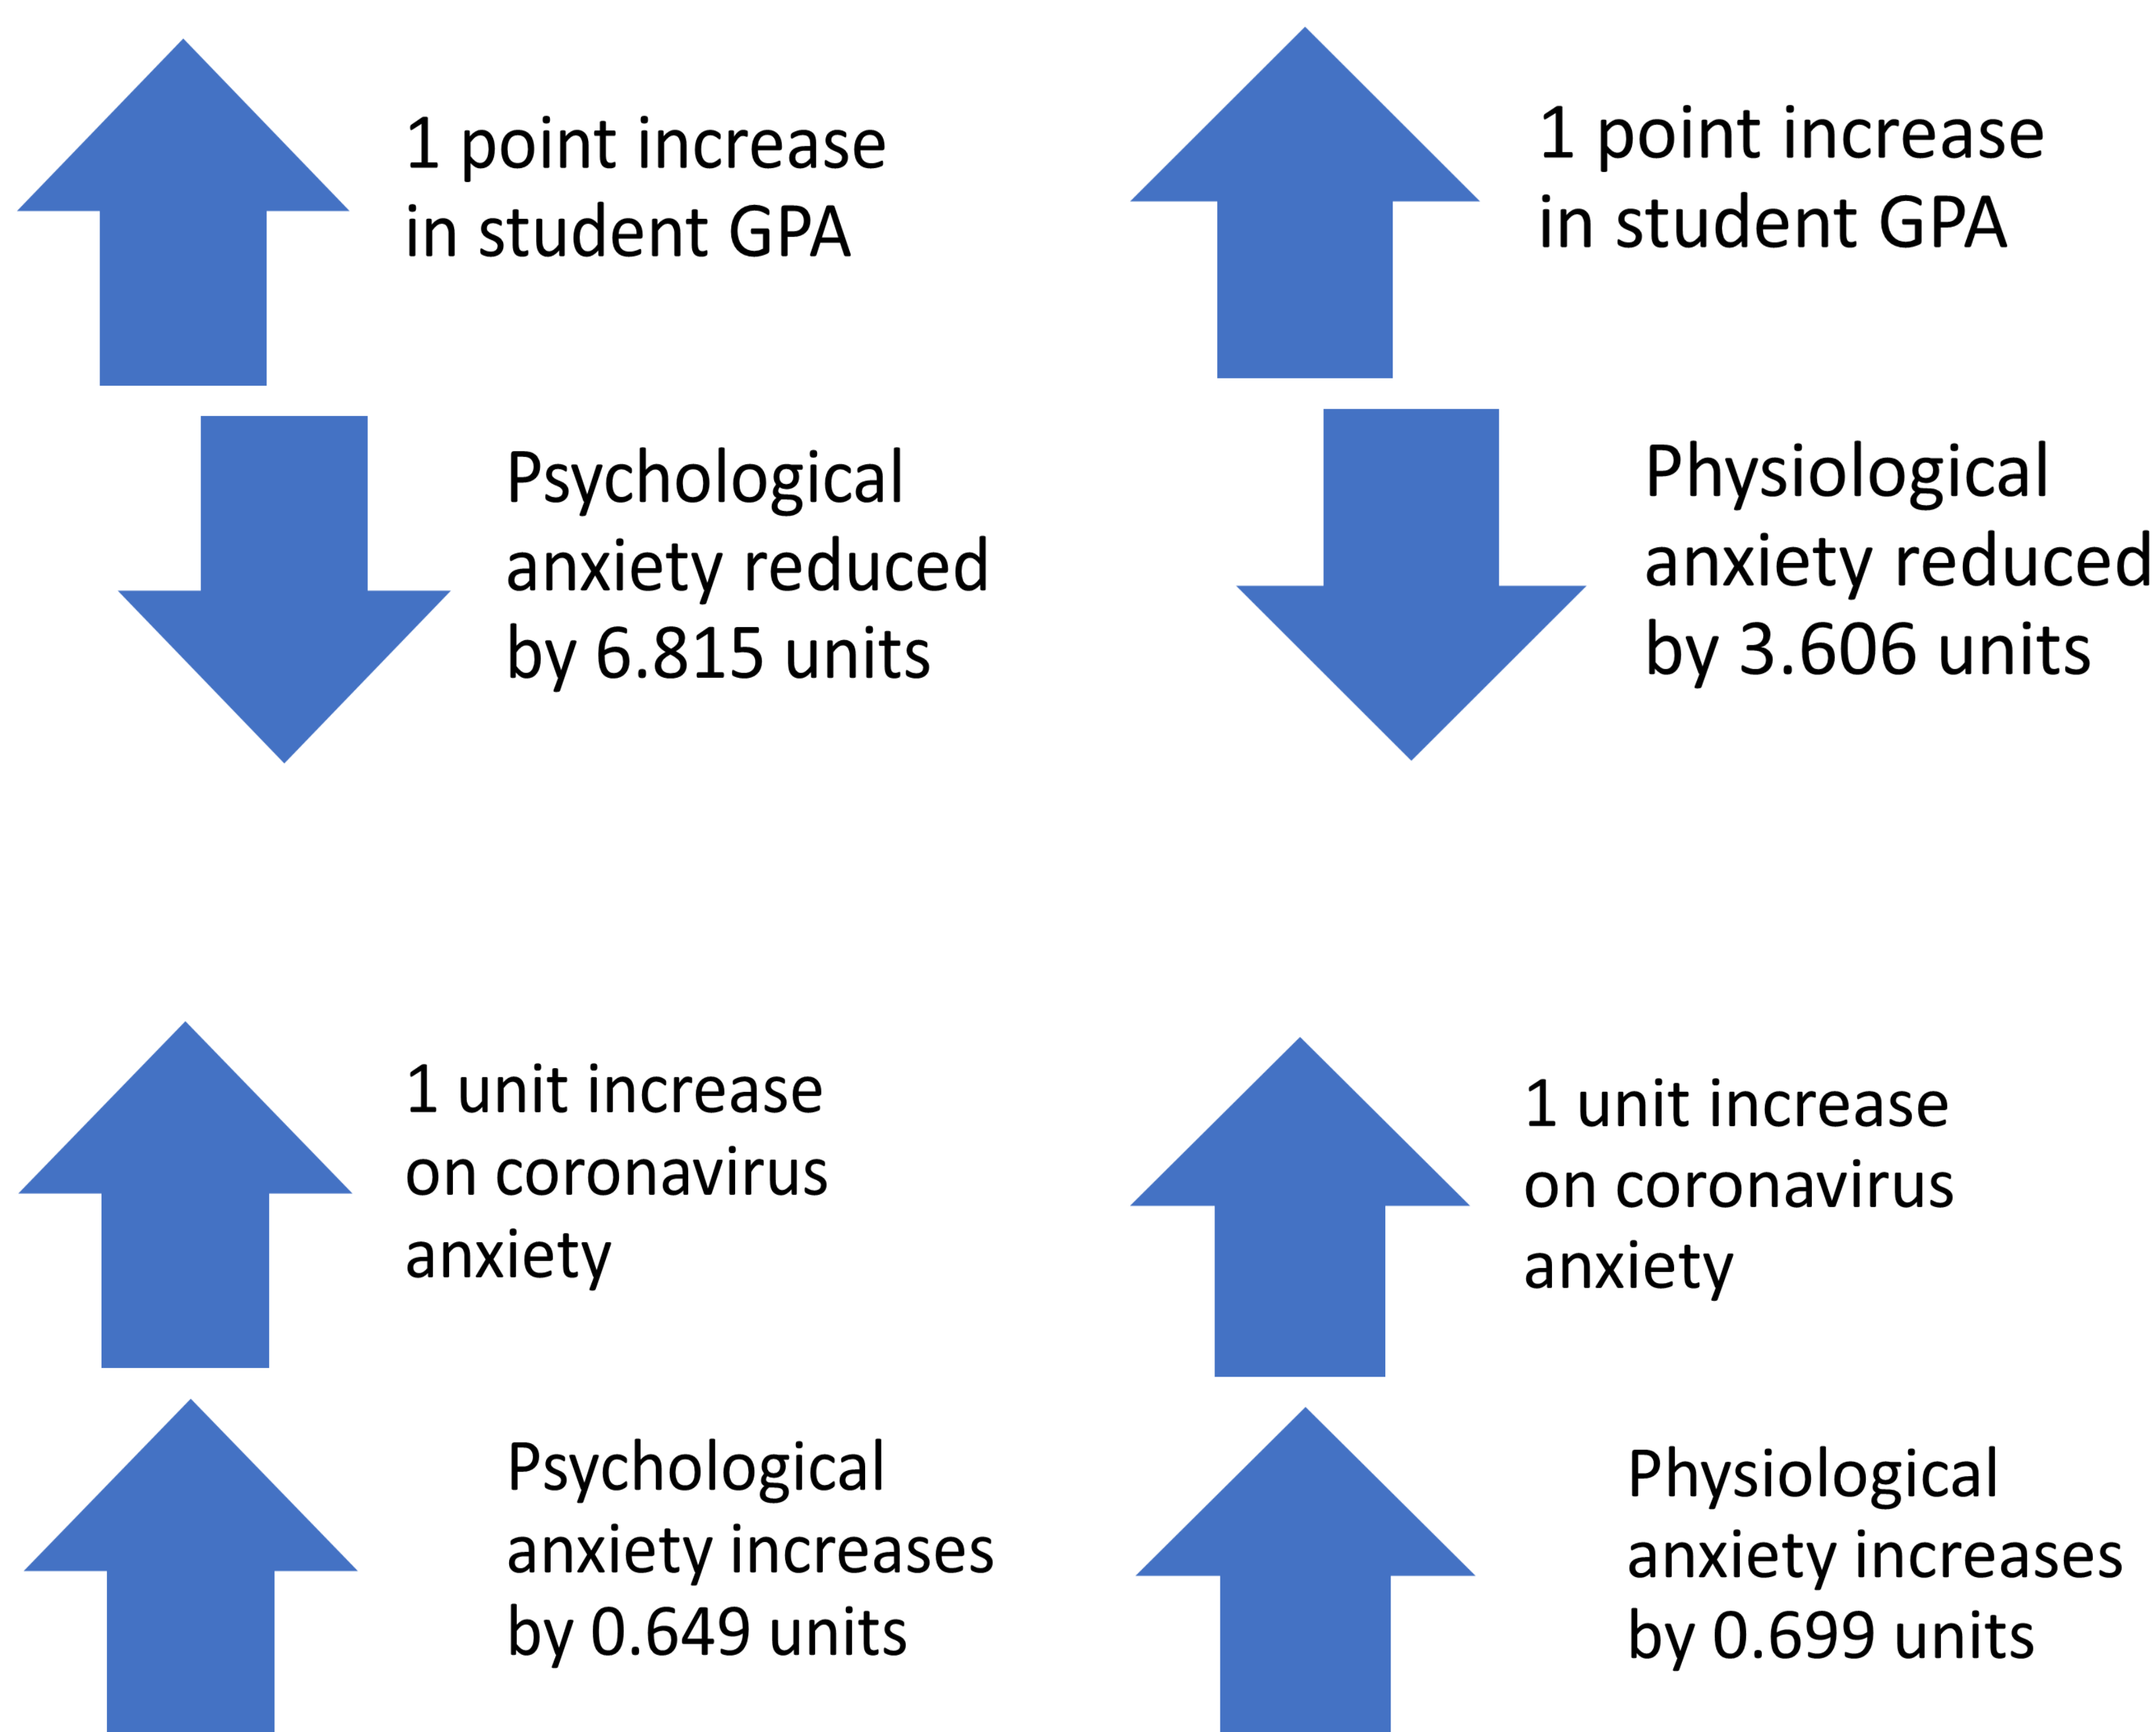 1 point increase
in student GPA
Psychological
anxiety reduced
by 6.815 units
1 point increase
in student GPA
Physiological
anxiety reduced
by 3.606 units
1 unit increase
on coronavirus
anxiety
Psychological
anxiety increases
by 0.649 units
1 unit increase
on coronavirus
anxiety
Physiological
anxiety increases
by 0.699 units